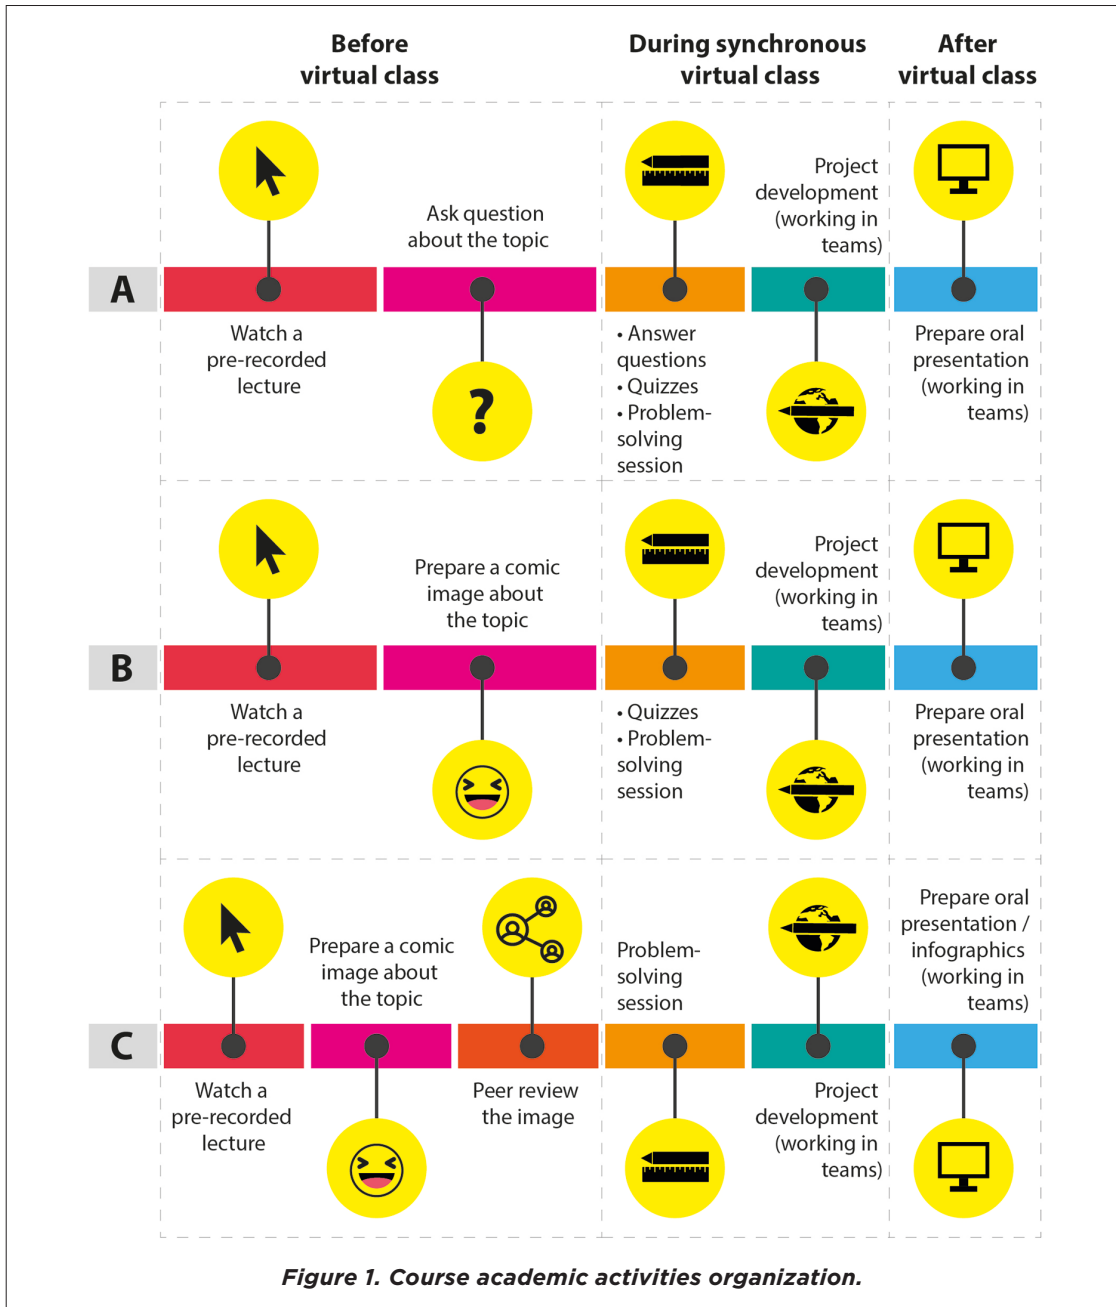 Before
virtual class
During synchronous
virtual class
After
virtual class
A
Watch a
pre-recorded
lecture
Ask question
about the topic
?
• Answer
questions
• Quizzes
• Problem-
solving
session
Project
development
(working in
teams)
Prepare oral
presentation
(working in
teams)
B
Watch a
pre-recorded
lecture
Prepare a comic
image about
the topic
• Quizzes
• Problem-
solving
session
Project
development
(working in
teams)
Prepare oral
presentation
(working in
teams)
C
Watch a
pre-recorded
lecture
Prepare a comic
image about
the topic
Peer review
the image
Problem-
solving
session
Project
development
(working in
teams)
Prepare oral
presentation /
infographics
(working in
teams)
Figure 1. Course academic activities organization.